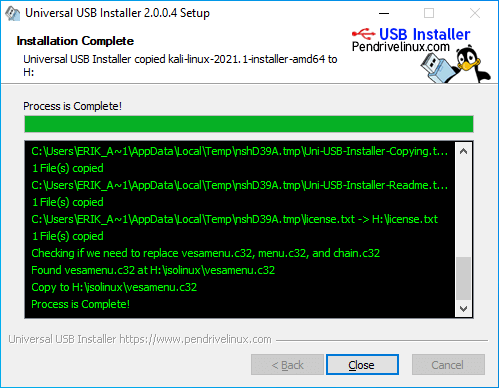 Universal USB Installer 2.0.0.4 Setup
Installation Complete
Universal USB Installer copied kali-linux-2021.1-installer-amd64 to
H:
USB Installer
Pendrivelinux.com
Process is Complete!
C:\Users\ERIK_A~1\AppData\Local\Temp\nshD39A.tmp\Uni-USB-Installer-Copying.t...
1 File(s) copied
C:\Users\ERIK_A~1\AppData\Local\Temp\nshD39A.tmp\Uni-USB-Installer-Readme.t...
1 File(s) copied
C:\Users\ERIK_A~1\AppData\Local\Temp\nshD39A.tmp\license.txt -> H:\license.txt
1 File(s) copied
Checking if we need to replace vesamenu.c32, menu.c32, and chain.c32
Found vesamenu.c32 at H:\isolinux\vesamenu.c32
Copy to H:\isolinux\vesamenu.c32
Process is Complete!
Universal USB Installer https://www.pendrivelinux.com
< Back
Close
Cancel